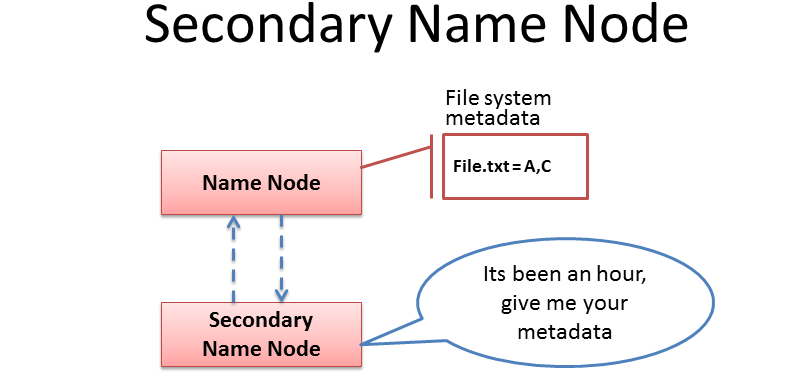 Secondary Name Node
File system
metadata
File.txt = A,C
Name Node
Its been an hour,
give me your
metadata
Secondary
Name Node